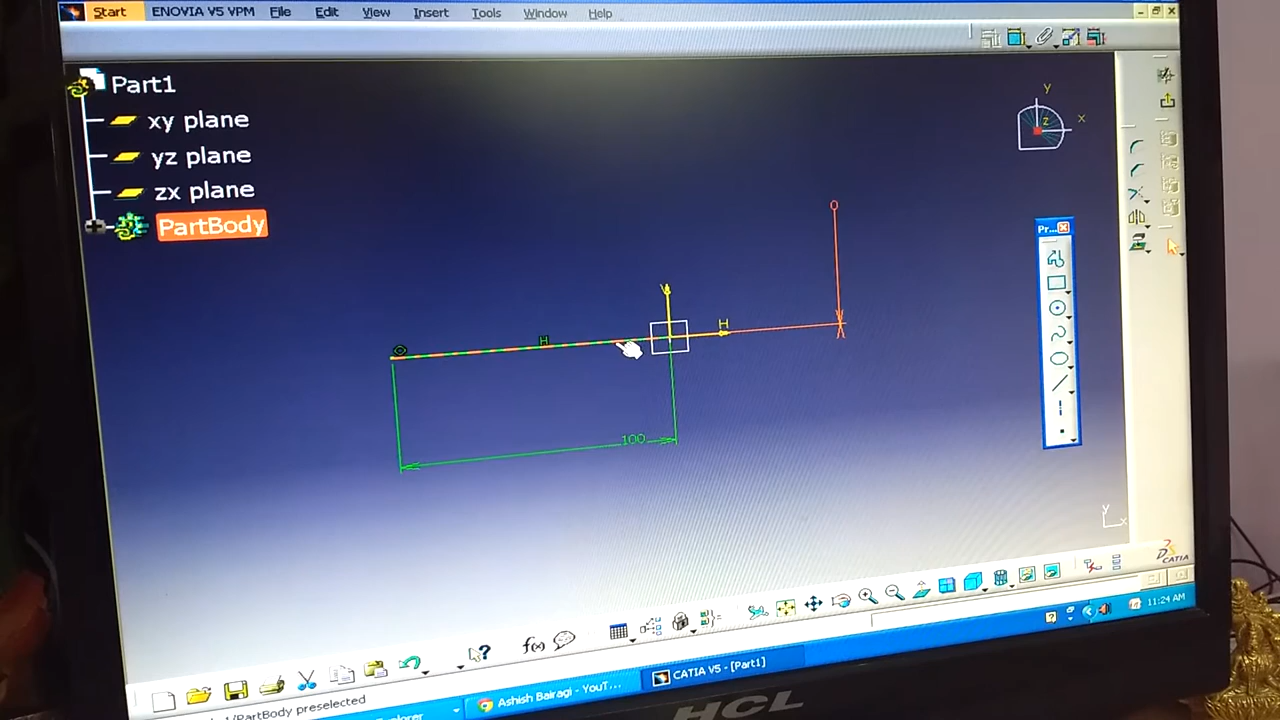 Start ENOVIA V5 VPM File Edit View Insert Tools Window Help
Part1
xy plane
yz plane
zx plane
PartBody
y
x
z
Pr...
0
V
H
H
100
y
x
CATIA
f(x)
11:24 AM
CATIA V5 - [Part1]
Ashish Bairagi - YouT...
/PartBody preselected
Explorer
HCL